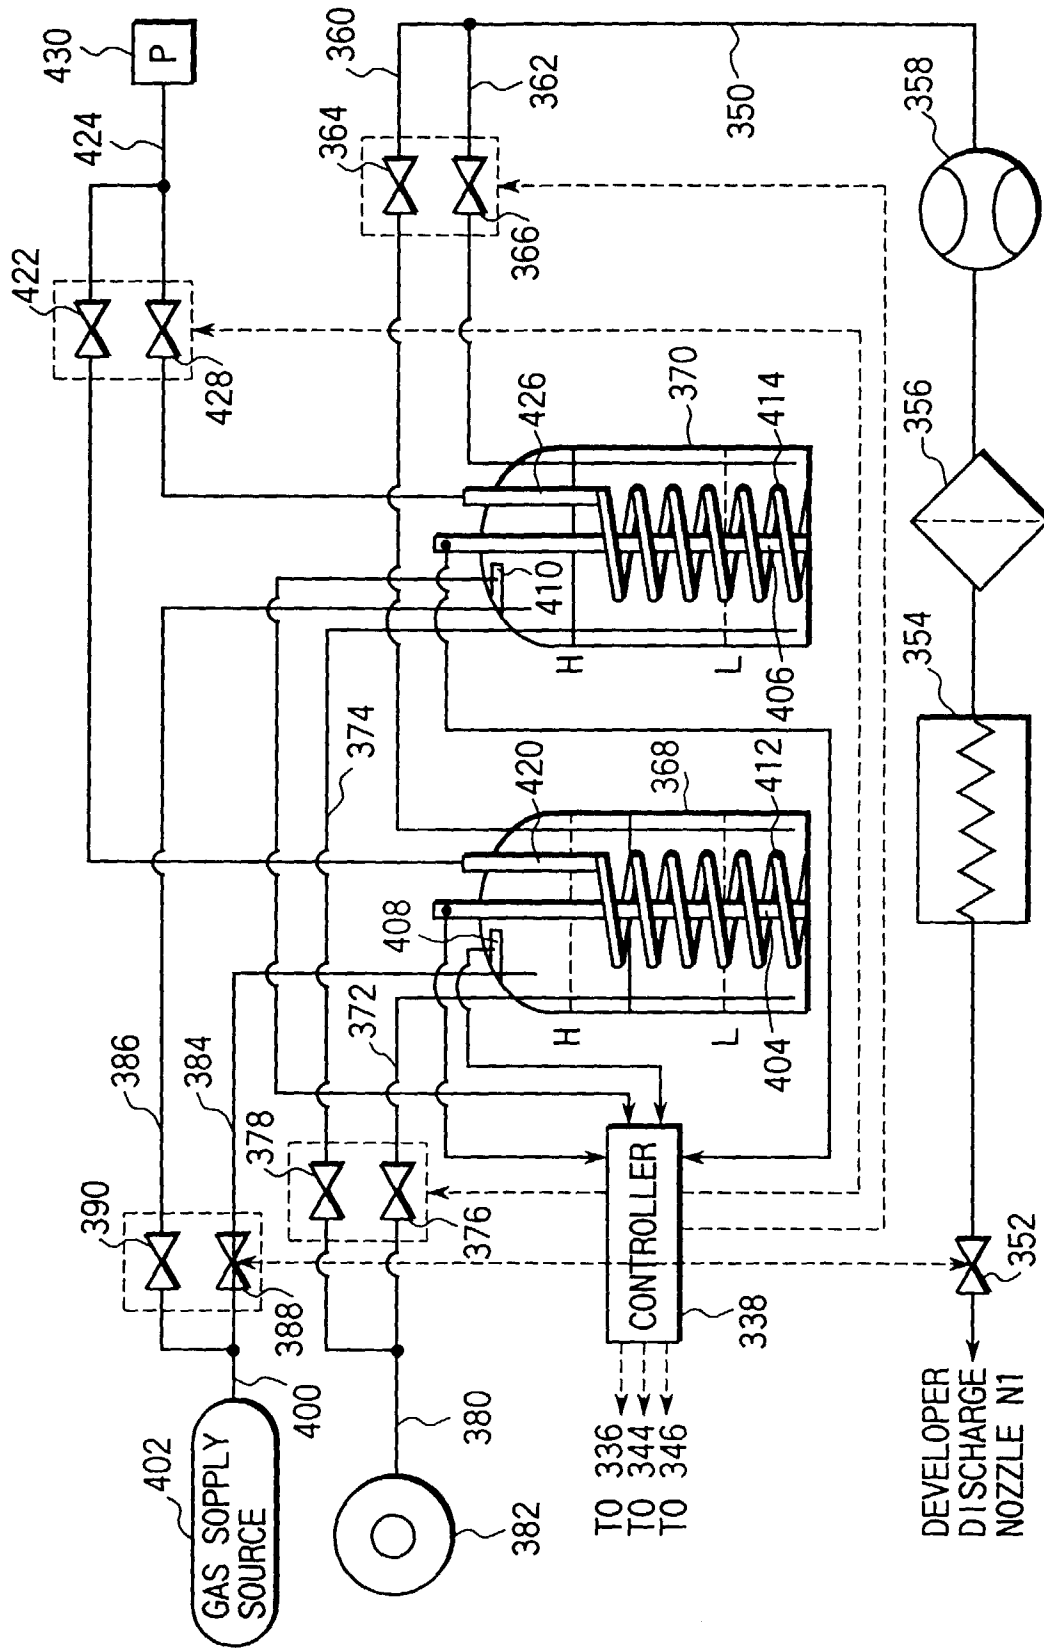 430
P
424
422
428
360
362
364
366
350
358
356
354
352
370
426
414
410
H
L
406
374
420
368
412
408
372
H
L
404
386
384
390
388
378
376
CONTROLLER
338
400
402
GAS SOPPLY
SOURCE
380
382
TO 336
TO 344
TO 346
DEVELOPER
DISCHARGE
NOZZLE N1